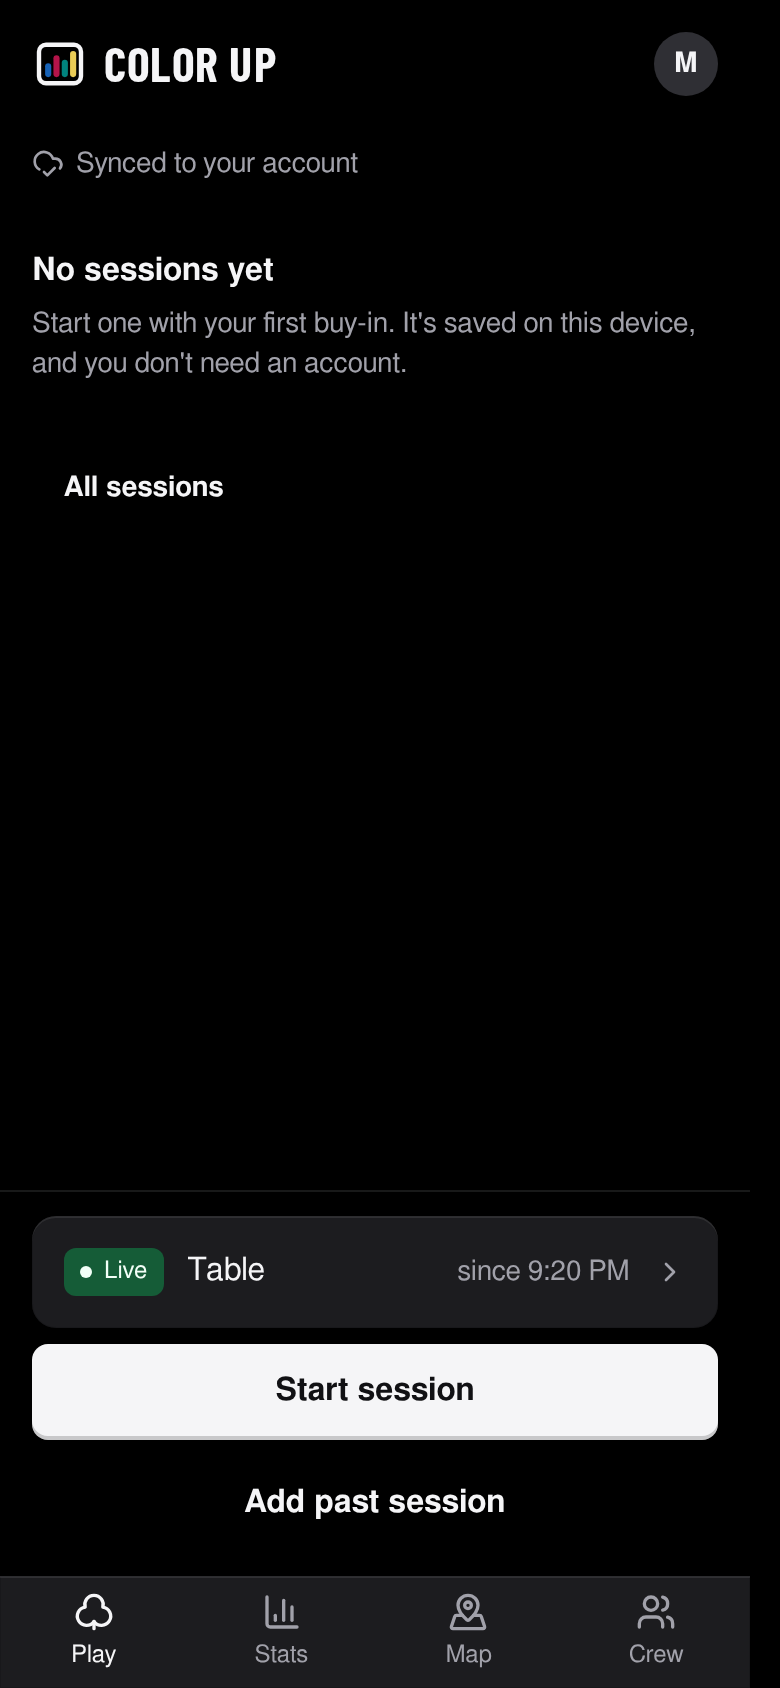 COLOR UP
M
Synced to your account
No sessions yet
Start one with your first buy-in. It's saved on this device,
and you don't need an account.
All sessions
Live Table since 9:20 PM
Start session
Add past session
Play Stats Map Crew